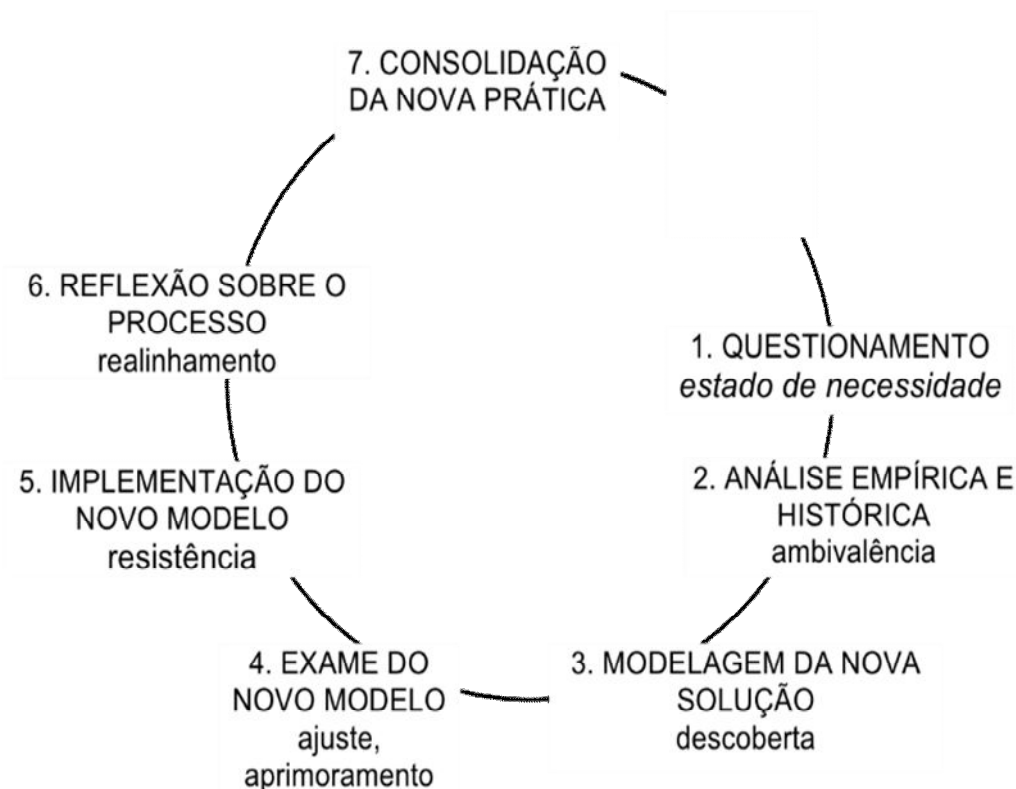 7. CONSOLIDAÇÃO
DA NOVA PRÁTICA
1. QUESTIONAMENTO
estado de necessidade
2. ANÁLISE EMPÍRICA E
HISTÓRICA
ambivalência
3. MODELAGEM DA NOVA
SOLUÇÃO
descoberta
4. EXAME DO
NOVO MODELO
ajuste,
aprimoramento
5. IMPLEMENTAÇÃO DO
NOVO MODELO
resistência
6. REFLEXÃO SOBRE O
PROCESSO
realinhamento